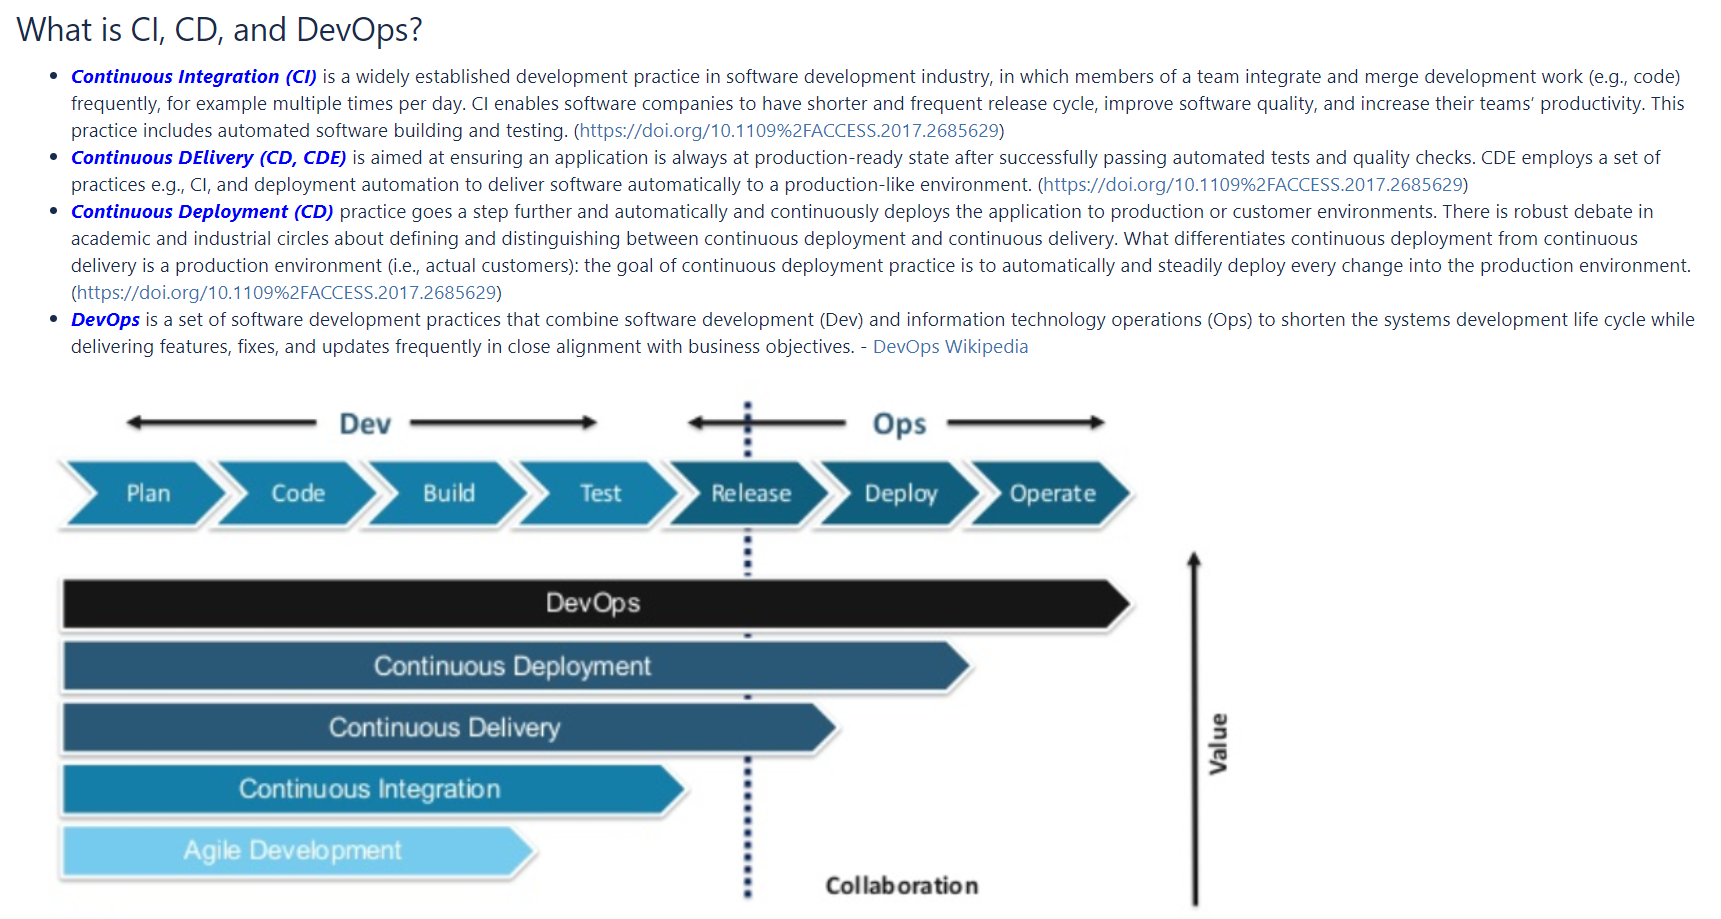 What is CI, CD, and DevOps?
• Continuous Integration (CI) is a widely established development practice in software development industry, in which members of a team integrate and merge development work (e.g., code)
frequently, for example multiple times per day. CI enables software companies to have shorter and frequent release cycle, improve software quality, and increase their teams’ productivity. This
practice includes automated software building and testing. (https://doi.org/10.1109%2FACCESS.2017.2685629)
• Continuous DElivery (CD, CDE) is aimed at ensuring an application is always at production-ready state after successfully passing automated tests and quality checks. CDE employs a set of
practices e.g., CI, and deployment automation to deliver software automatically to a production-like environment. (https://doi.org/10.1109%2FACCESS.2017.2685629)
• Continuous Deployment (CD) practice goes a step further and automatically and continuously deploys the application to production or customer environments. There is robust debate in
academic and industrial circles about defining and distinguishing between continuous deployment and continuous delivery. What differentiates continuous deployment from continuous
delivery is a production environment (i.e., actual customers): the goal of continuous deployment practice is to automatically and steadily deploy every change into the production environment.
(https://doi.org/10.1109%2FACCESS.2017.2685629)
• DevOps is a set of software development practices that combine software development (Dev) and information technology operations (Ops) to shorten the systems development life cycle while
delivering features, fixes, and updates frequently in close alignment with business objectives. - DevOps Wikipedia
Dev Ops
Plan Code Build Test Release Deploy Operate
DevOps
Continuous Deployment
Continuous Delivery
Continuous Integration
Agile Development
Collaboration
Value